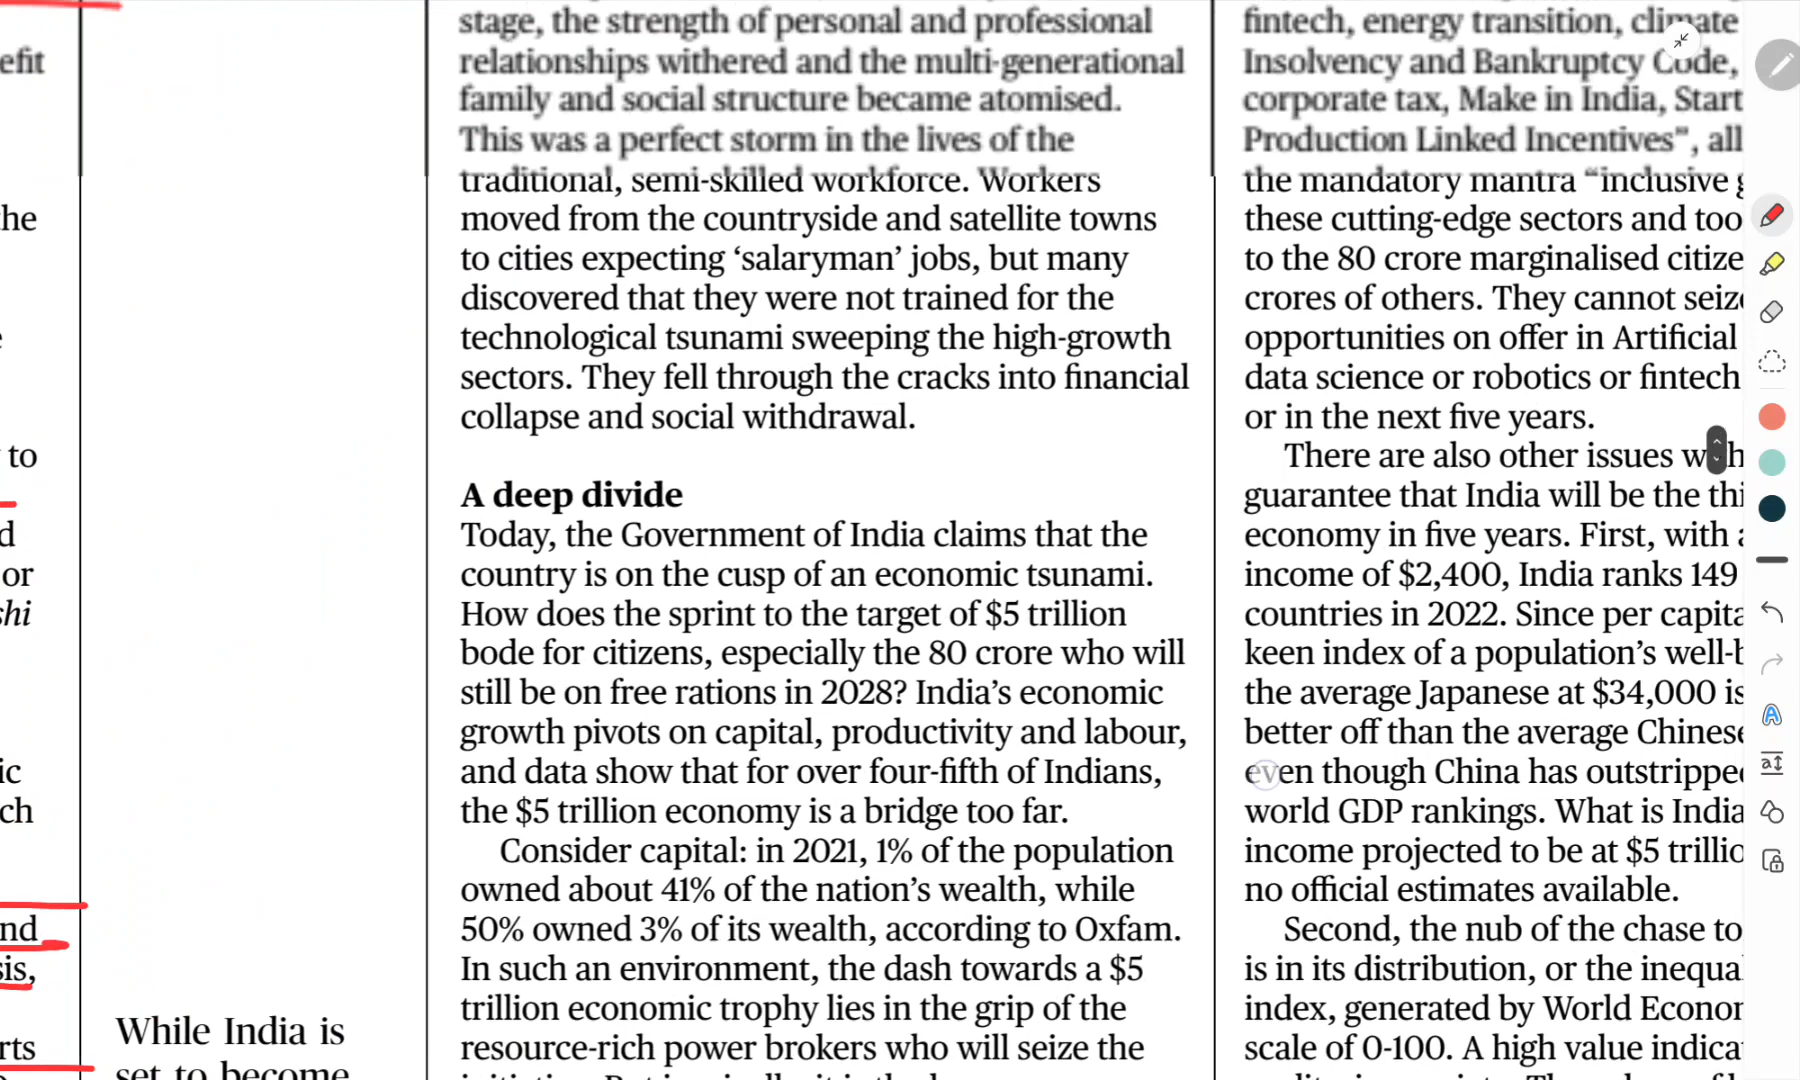 efit
the
to
d
or
shi
ic
ch
nd
sis,
rts
While India is
set to become
stage, the strength of personal and professional
relationships withered and the multi-generational
family and social structure became atomised.
This was a perfect storm in the lives of the
traditional, semi-skilled workforce. Workers
moved from the countryside and satellite towns
to cities expecting ‘salaryman’ jobs, but many
discovered that they were not trained for the
technological tsunami sweeping the high-growth
sectors. They fell through the cracks into financial
collapse and social withdrawal.
A deep divide
Today, the Government of India claims that the
country is on the cusp of an economic tsunami.
How does the sprint to the target of $5 trillion
bode for citizens, especially the 80 crore who will
still be on free rations in 2028? India’s economic
growth pivots on capital, productivity and labour,
and data show that for over four-fifth of Indians,
the $5 trillion economy is a bridge too far.
Consider capital: in 2021, 1% of the population
owned about 41% of the nation’s wealth, while
50% owned 3% of its wealth, according to Oxfam.
In such an environment, the dash towards a $5
trillion economic trophy lies in the grip of the
resource-rich power brokers who will seize the
fintech, energy transition, climate
Insolvency and Bankruptcy Code,
corporate tax, Make in India, Start
Production Linked Incentives”, all
the mandatory mantra “inclusive g
these cutting-edge sectors and too
to the 80 crore marginalised citize
crores of others. They cannot seize
opportunities on offer in Artificial
data science or robotics or fintech
or in the next five years.
There are also other issues with
guarantee that India will be the thi
economy in five years. First, with a
income of $2,400, India ranks 149
countries in 2022. Since per capita
keen index of a population’s well-b
the average Japanese at $34,000 is
better off than the average Chinese
even though China has outstripped
world GDP rankings. What is India
income projected to be at $5 trillio
no official estimates available.
Second, the nub of the chase to
is in its distribution, or the inequal
index, generated by World Econor
scale of 0-100. A high value indica